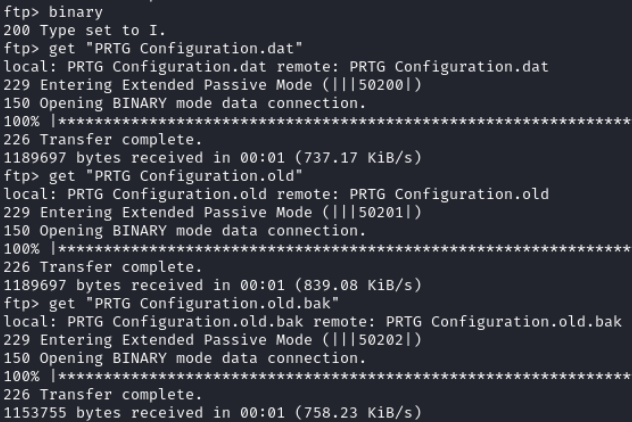 ftp> binary
200 Type set to I.
ftp> get "PRTG Configuration.dat"
local: PRTG Configuration.dat remote: PRTG Configuration.dat
229 Entering Extended Passive Mode (|||50200|)
150 Opening BINARY mode data connection.
100% |***************************************************************
226 Transfer complete.
1189697 bytes received in 00:01 (737.17 KiB/s)
ftp> get "PRTG Configuration.old"
local: PRTG Configuration.old remote: PRTG Configuration.old
229 Entering Extended Passive Mode (|||50201|)
150 Opening BINARY mode data connection.
100% |***************************************************************
226 Transfer complete.
1189697 bytes received in 00:01 (839.08 KiB/s)
ftp> get "PRTG Configuration.old.bak"
local: PRTG Configuration.old.bak remote: PRTG Configuration.old.bak
229 Entering Extended Passive Mode (|||50202|)
150 Opening BINARY mode data connection.
100% |***************************************************************
226 Transfer complete.
1153755 bytes received in 00:01 (758.23 KiB/s)